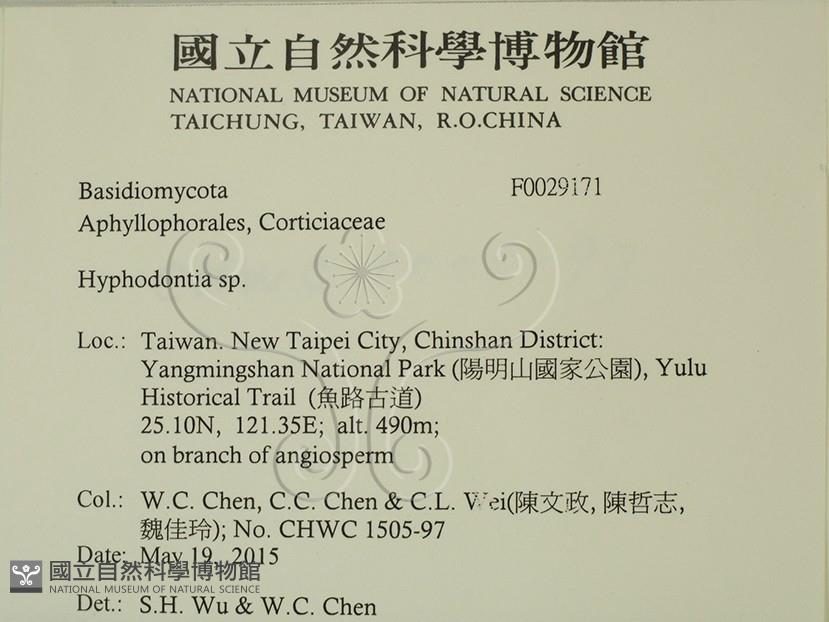 國立自然科學博物館
NATIONAL MUSEUM OF NATURAL SCIENCE
TAICHUNG, TAIWAN, R.O.CHINA
Basidiomycota F0029171
Aphyllophorales, Corticiaceae
Hyphodontia sp.
Loc.: Taiwan. New Taipei City, Chinshan District:
Yangmingshan National Park (陽明山國家公園), Yulu
Historical Trail (魚路古道)
25.10N, 121.35E; alt. 490m;
on branch of angiosperm
Col.: W.C. Chen, C.C. Chen & C.L. Wei(陳文政, 陳哲志,
魏佳玲); No. CHWC 1505-97
Date: May 19, 2015
國立自然科學博物館
NATIONAL MUSEUM OF NATURAL SCIENCE
Det.: S.H. Wu & W.C. Chen